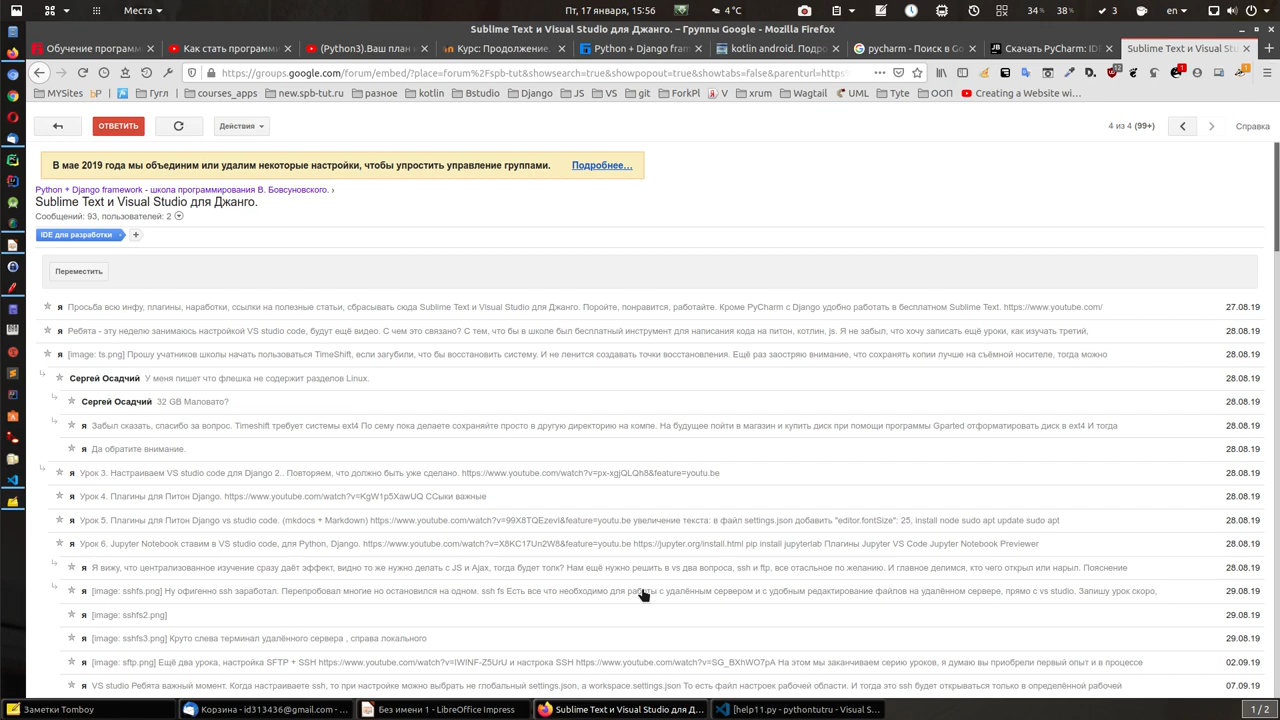 Места
Пт, 17 января, 15:56
4 °C
34%
38%
3
en
Sublime Text и Visual Studio для Джанго. – Группы Google - Mozilla Firefox
Обучение программ
Как стать программи
(Python3).Ваш план
Курс: Продолжение.
Python + Django fram
kotlin android. Подро
pycharm - Поиск в Go
Скачать PyCharm: IDE
Sublime Text и Visual Stu
https://groups.google.com/forum/embed/?place=forum%2Fspb-tut&showsearch=true&showpopout=true&showtabs=false&parenturl=https
MYSites
bP
Гугл
courses_apps
new.spb-tut.ru
разное
kotlin
Bstudio
Django
JS
VS
git
ForkPl
V
xrum
Wagtail
UML
Tyte
ООП
Creating a Website wi...
ОТВЕТИТЬ
Действия
4 из 4 (99+)
Справка
В мае 2019 года мы объединим или удалим некоторые настройки, чтобы упростить управление группами. Подробнее...
Python + Django framework - школа программирования В. Бовсуновского. ›
Sublime Text и Visual Studio для Джанго.
Сообщений: 93, пользователей: 2
IDE для разработки
Переместить
я Просьба всю инфу, плагины, наработки, ссылки на полезные статьи, сбрасывать сюда Sublime Text и Visual Studio для Джанго. Поройте, понравится, работайте. Кроме PyCharm с Django удобно работать в бесплатном Sublime Text. https://www.youtube.com/ 27.08.19
я Ребята - эту неделю занимаюсь настройкой VS studio code, будут ещё видео. С чем это связано? С тем, что бы в школе был бесплатный инструмент для написания кода на питон, котлин, js. Я не забыл, что хочу записать ещё уроки, как изучать третий, 28.08.19
я [image: ts.png] Прошу учатников школы начать пользоваться TimeShift, если загубили, что бы восстановить систему. И не ленится создавать точки восстановления. Ещё раз заостряю внимание, что сохранять копии лучше на съёмной носителе, тогда можно 28.08.19
Сергей Осадчий У меня пишет что флешка не содержит разделов Linux. 28.08.19
Сергей Осадчий 32 GB Маловато? 28.08.19
я Забыл сказать, спасибо за вопрос. Timeshift требует системы ext4 По сему пока делаете сохраняйте просто в другую директорию на компе. На будущее пойти в магазин и купить диск при помощи программы Gparted отформатировать диск в ext4 И тогда 28.08.19
я Да обратите внимание. 28.08.19
я Урок 3. Настраиваем VS studio code для Django 2.. Повторяем, что должно быть уже сделано. https://www.youtube.com/watch?v=px-xgjQLQh8&feature=youtu.be 28.08.19
я Урок 4. Плагины для Питон Django. https://www.youtube.com/watch?v=KgW1p5XawUQ ССыки важные 28.08.19
я Урок 5. Плагины для Питон Django vs studio code. (mkdocs + Markdown) https://www.youtube.com/watch?v=99X8TQEzevI&feature=youtu.be увеличение текста: в файл settings.json добавить "editor.fontSize": 25, install node sudo apt update sudo apt 28.08.19
я Урок 6. Jupyter Notebook ставим в VS studio code, для Python, Django. https://www.youtube.com/watch?v=X8KC17Un2W8&feature=youtu.be https://jupyter.org/install.html pip install jupyterlab Плагины Jupyter VS Code Jupyter Notebook Previewer 28.08.19
я Я вижу, что централизованное изучение сразу даёт эффект, видно то же нужно делать с JS и Ajax, тогда будет толк? Нам ещё нужно решить в vs два вопроса, ssh и ftp, все отасльное по желанию. И главное делимся, кто чего открыл или нарыл. Пояснение 28.08.19
я [image: sshfs.png] Ну офигенно ssh заработал. Перепробовал многие но остановился на одном. ssh fs Есть все что необходимо для работы с удалённым сервером и с удобным редактирование файлов на удалённом сервере, прямо с vs studio. Запишу урок скоро, 29.08.19
я [image: sshfs2.png] 29.08.19
я [image: sshfs3.png] Круто слева терминал удалённого сервера , справа локального 29.08.19
я [image: sftp.png] Ещё два урока, настройка SFTP + SSH https://www.youtube.com/watch?v=IWINF-Z5UrU и настрока SSH https://www.youtube.com/watch?v=SG_BXhWO7pA На этом мы заканчиваем серию уроков, я думаю вы приобрели первый опыт и в процессе 02.09.19
я VS studio Ребята важный момент. Когда настраиваете ssh, то при настройке можно выбрать не глобальный settings.json, а workspace.settings.json То есть файл настроек рабочей области. И тогда это ssh будет открываться только в определённой рабочей 07.09.19
Заметки Tomboy
Корзина - id313436@gmail.com - ...
Без имени 1 - LibreOffice Impress
Sublime Text и Visual Studio для Д...
[help11.py - pythontutru - Visual S...
1 / 2